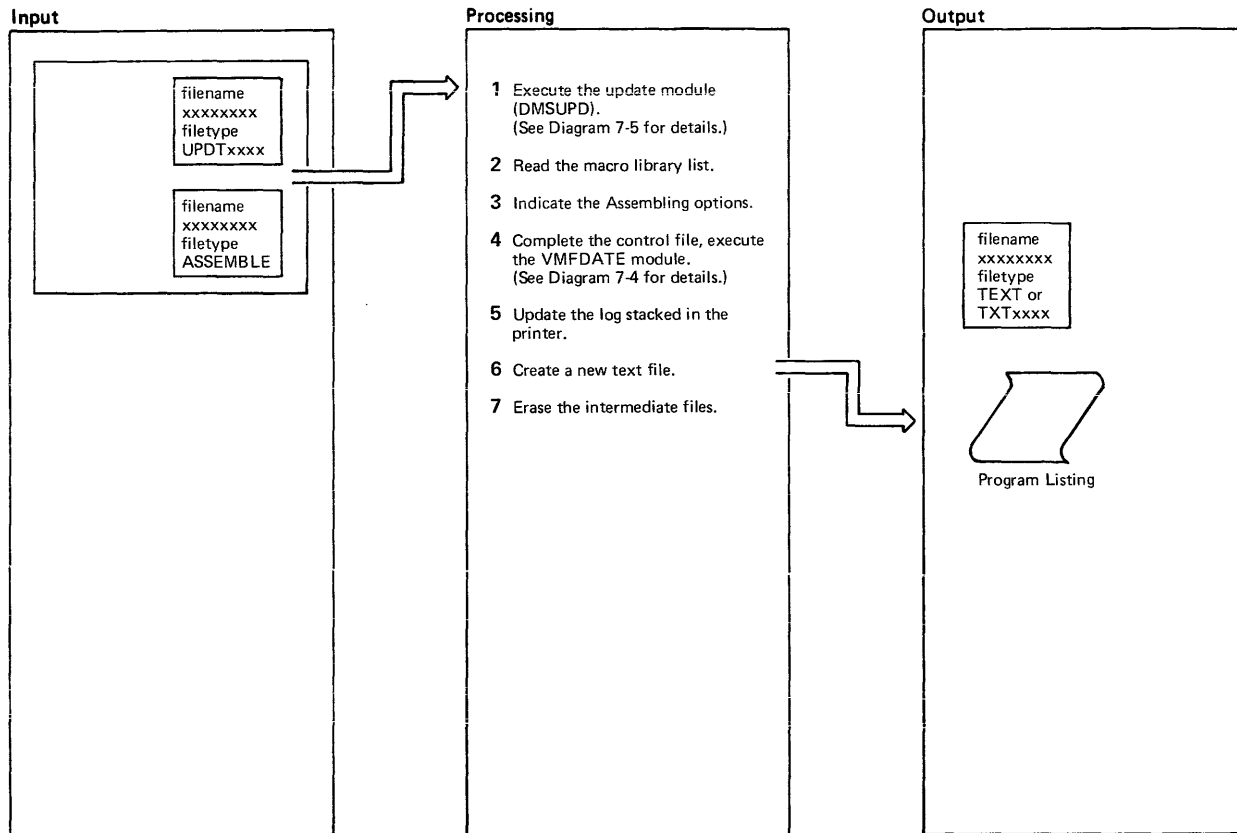 Input
filename
xxxxxxxx
filetype
UPDTxxxx
filename
xxxxxxxx
filetype
ASSEMBLE
Processing
1 Execute the update module
(DMSUPD).
(See Diagram 7-5 for details.)
2 Read the macro library list.
3 Indicate the Assembling options.
4 Complete the control file, execute
the VMFDATE module.
(See Diagram 7-4 for details.)
5 Update the log stacked in the
printer.
6 Create a new text file.
7 Erase the intermediate files.
Output
filename
xxxxxxxx
filetype
TEXT or
TXTxxxx
Program Listing